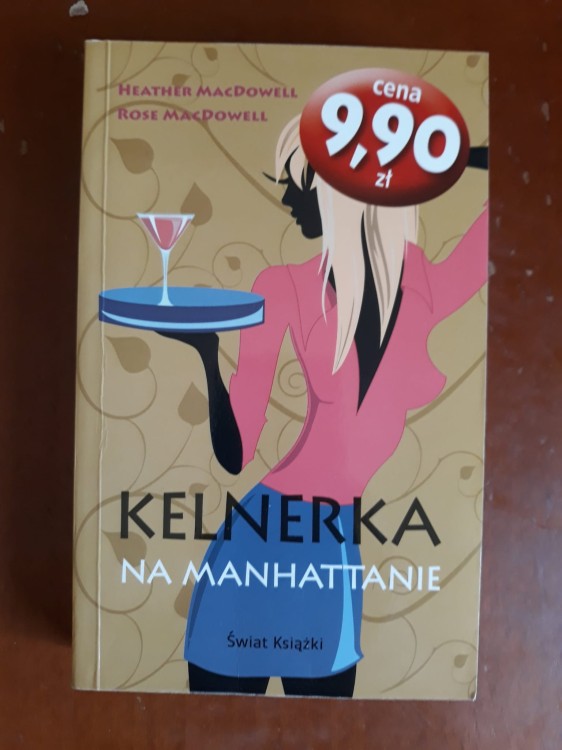 Heather MacDowell
Rose MacDowell
cena
9,90
zł
KELNERKA
NA MANHATTANIE
Świat Książki